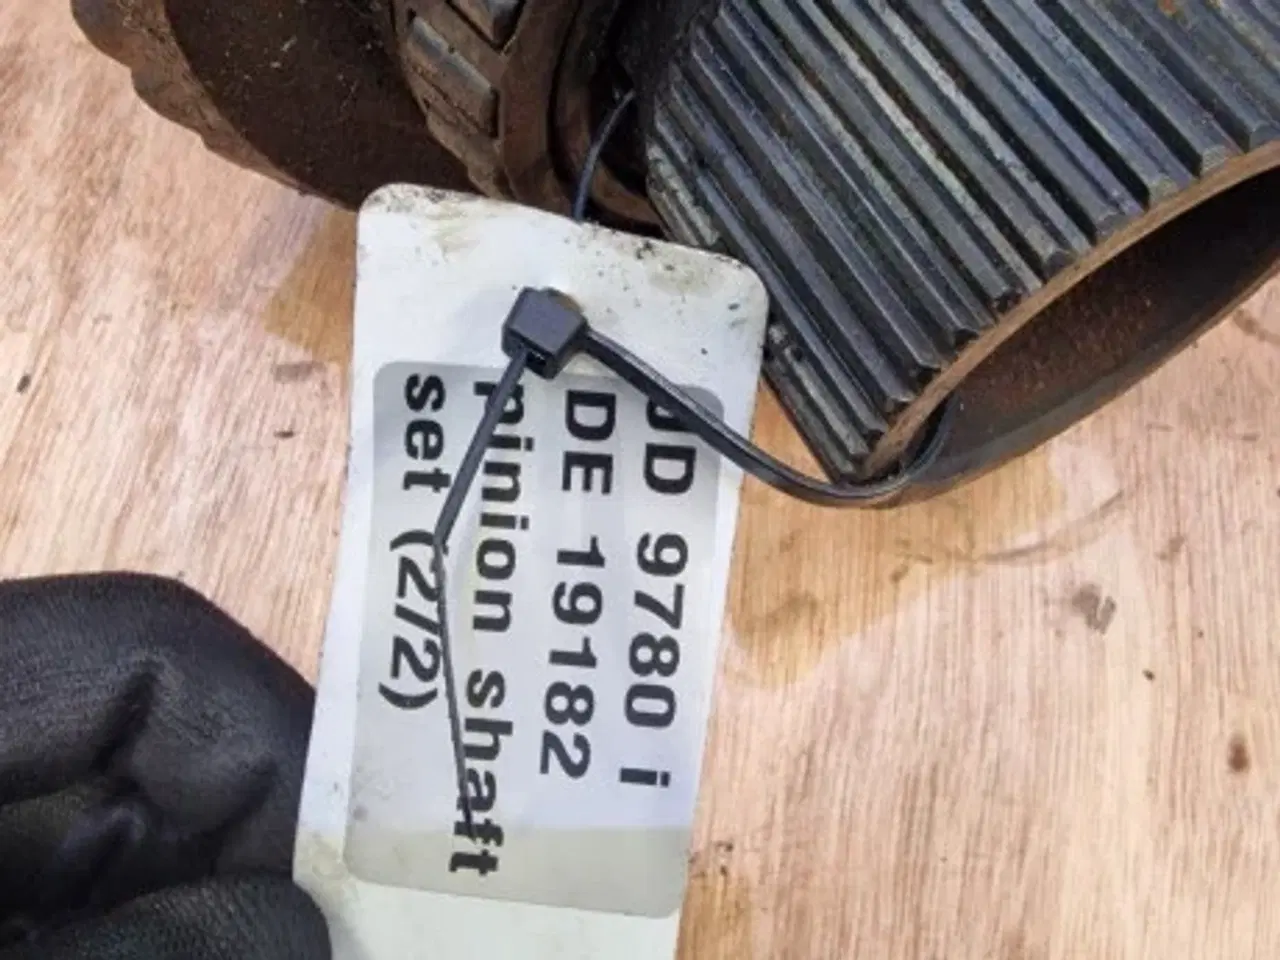 JD 9780 i
DE 19182
pinion shaft
set (2/2)